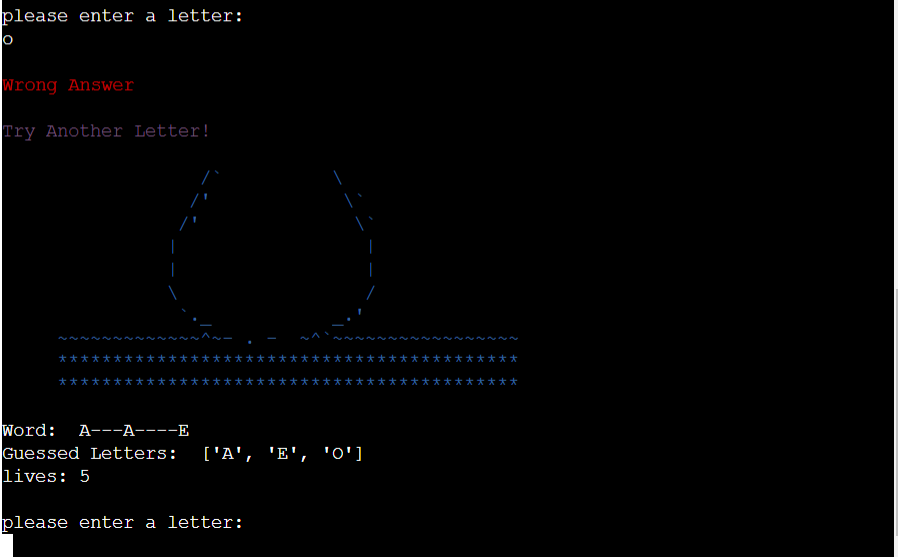 please enter a letter:
o
Wrong Answer
Try Another Letter!
Word:  A---A----E
Guessed Letters:  ['A', 'E', 'O']
lives: 5
please enter a letter: